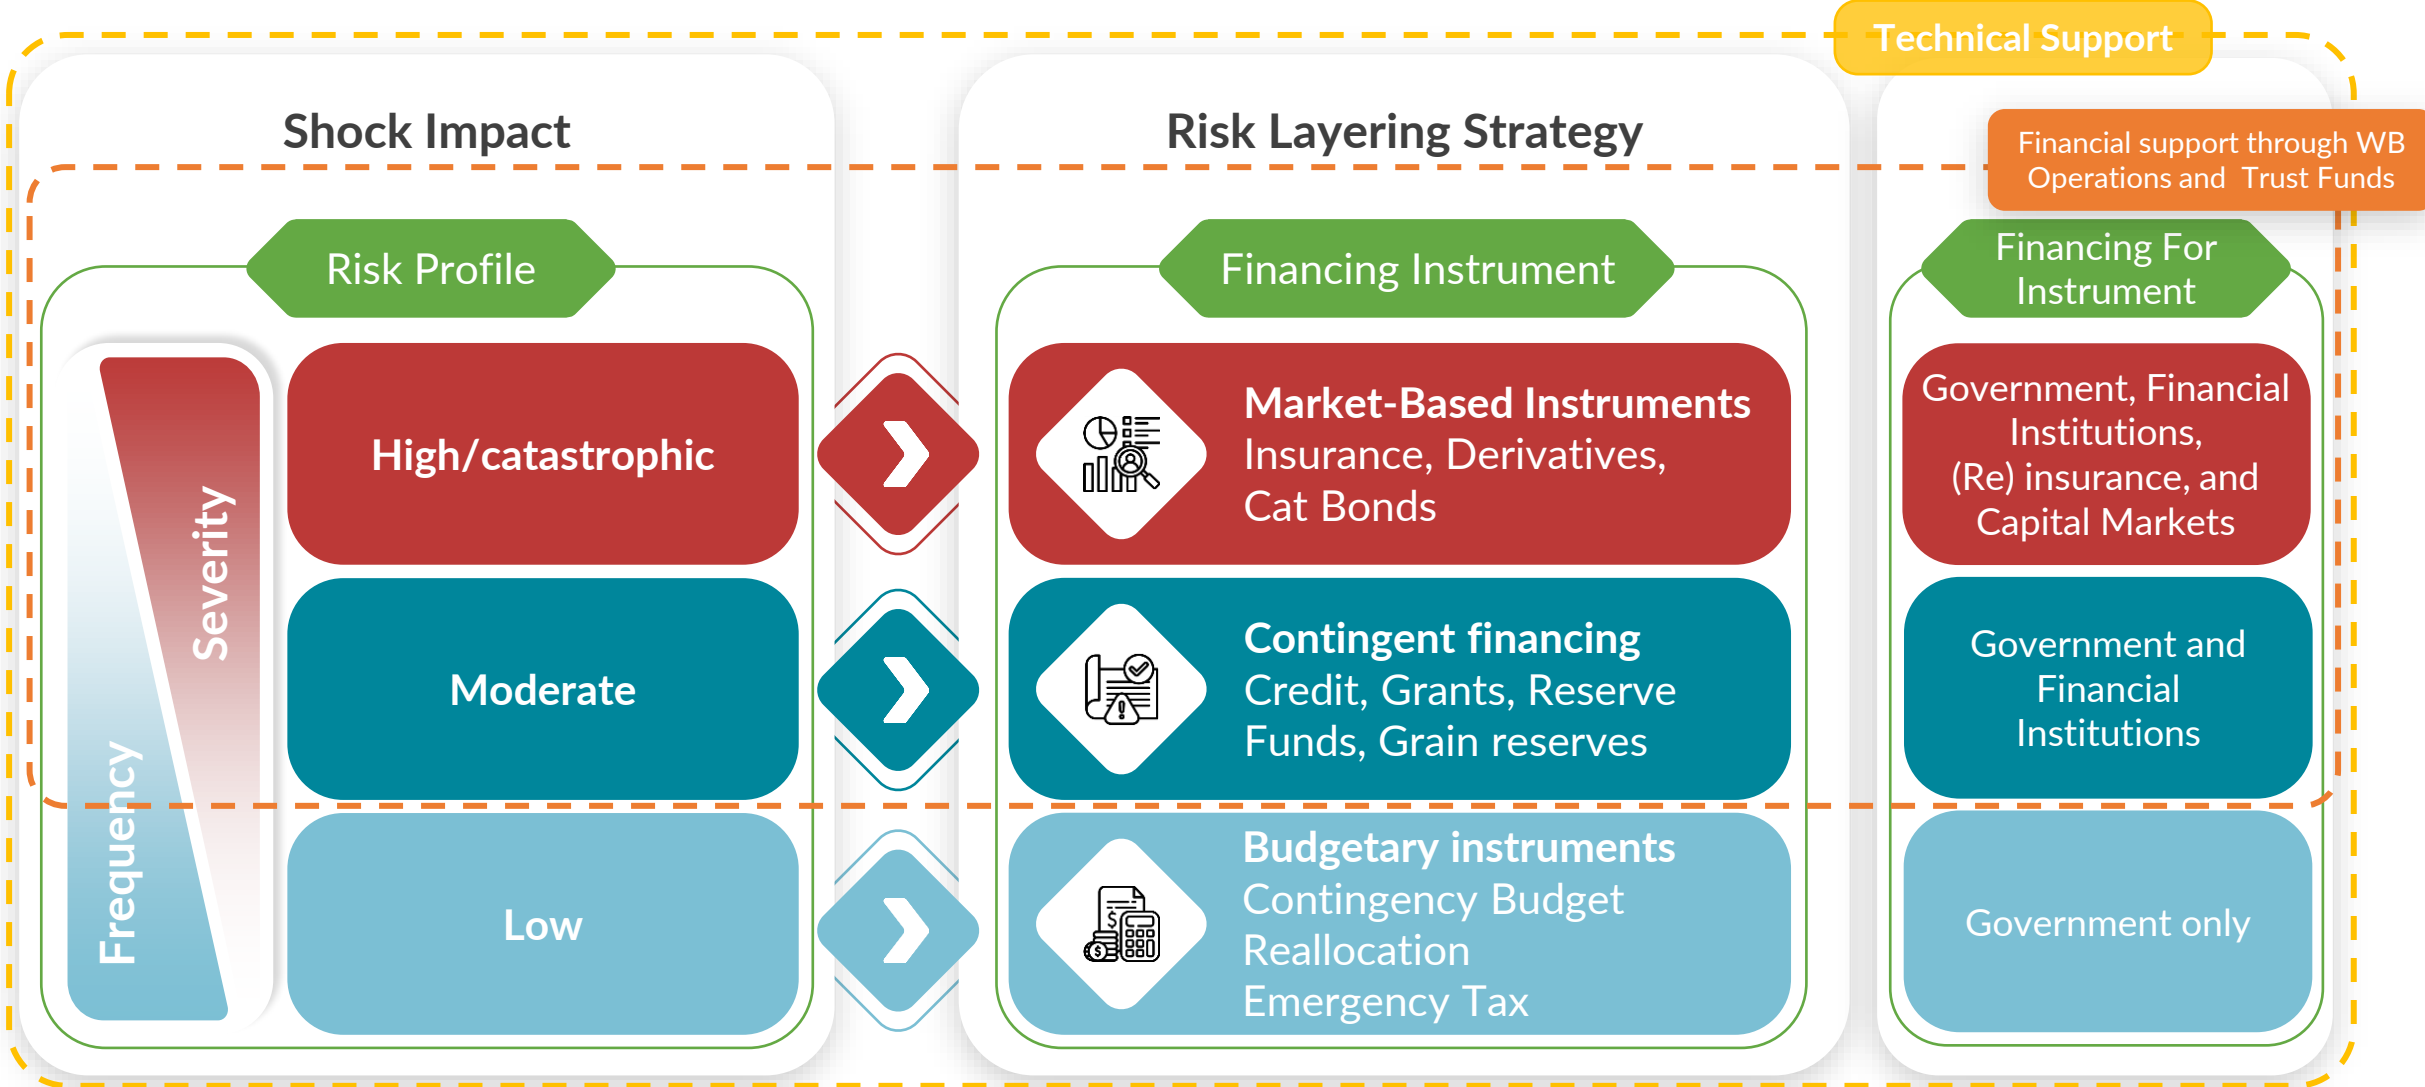 Technical Support
Shock Impact
Risk Layering Strategy
Financial support through WB
Operations and Trust Funds
Risk Profile
Financing Instrument
Financing For
Instrument
Severity
Frequency
High/catastrophic
Market-Based Instruments
Insurance, Derivatives,
Cat Bonds
Government, Financial
Institutions,
(Re) insurance, and
Capital Markets
Moderate
Contingent financing
Credit, Grants, Reserve
Funds, Grain reserves
Government and
Financial
Institutions
Low
Budgetary instruments
Contingency Budget
Reallocation
Emergency Tax
Government only